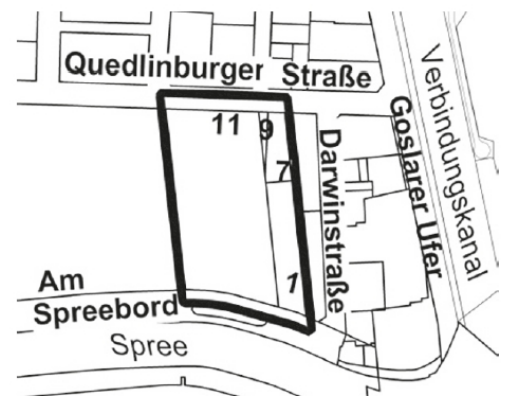 Quedlinburger Straße
11 9
7
1
Darwinstraße
Goslarer Ufer
Verbindungskanal
Am
Spreebord
Spree